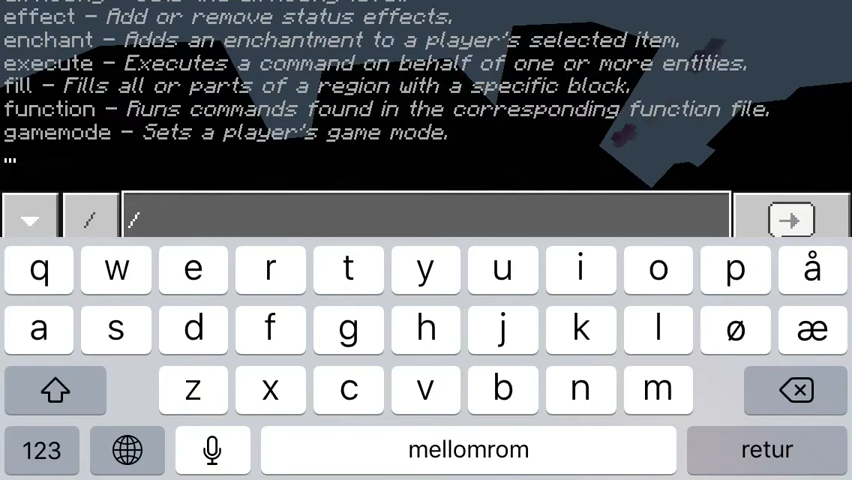 effect – Add or remove status effects.
enchant – Adds an enchantment to a player's selected item.
execute – Executes a command on behalf of one or more entities.
fill – Fills all or parts of a region with a specific block.
function – Runs commands found in the corresponding function file.
gamemode – Sets a player's game mode.
...
/ /
q w e r t y u i o p å
a s d f g h j k l ø æ
z x c v b n m
123 mellomrom retur